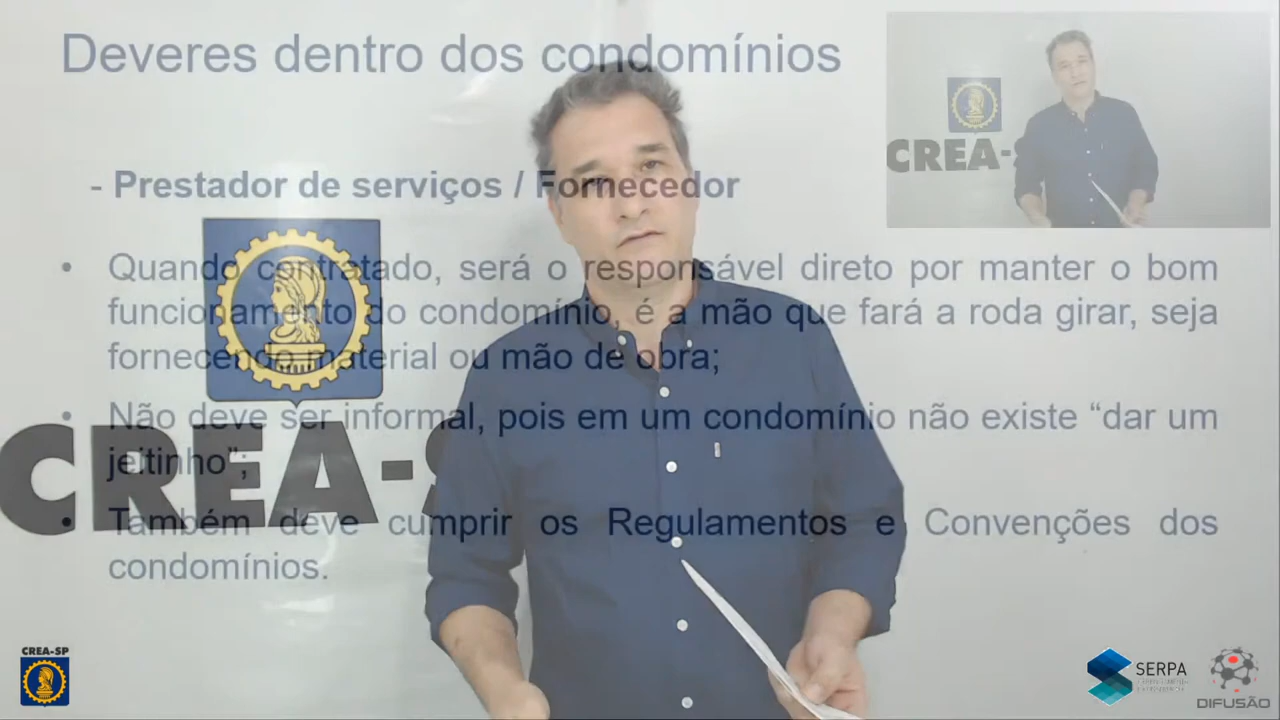 Deveres dentro dos condomínios
- Prestador de serviços / Fornecedor
• Quando contratado, será o responsável direto por manter o bom
funcionamento do condomínio, é a mão que fará a roda girar, seja
fornecendo material ou mão de obra;
• Não deve ser informal, pois em um condomínio não existe “dar um
jeitinho”;
• Também deve cumprir os Regulamentos e Convenções dos
condomínios.
CREA-S
CREA-S
CREA-SP
SERPA
DIFUSÃO